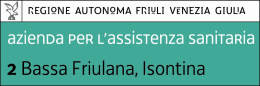 REGIONE AUTONOMA FRIULI VENEZIA GIULIA
azienda per l'assistenza sanitaria
2 Bassa Friulana, Isontina